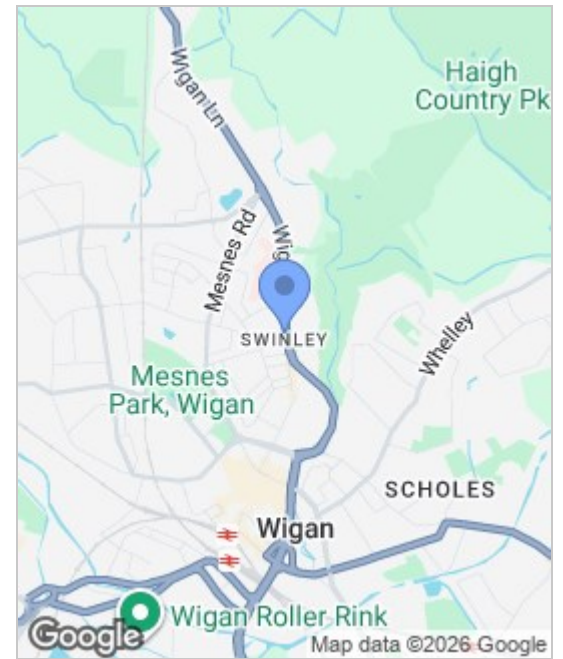 Wigan Ln
Haigh
Country Pk
Mesnes Rd
Wig
SWINLEY
Whelley
Mesnes
Park, Wigan
SCHOLES
Wigan
Wigan Roller Rink
Google
Map data ©2026 Google